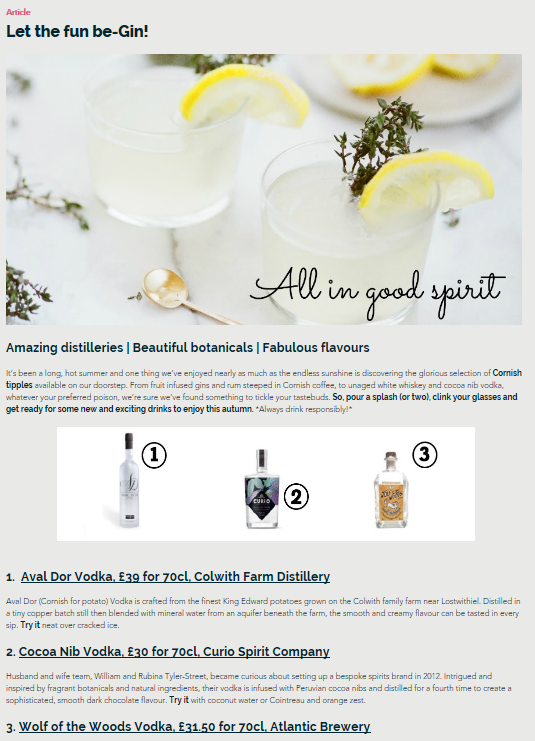 Article
Let the fun be-Gin!
All in good spirit
Amazing distilleries | Beautiful botanicals | Fabulous flavours
It's been a long, hot summer and one thing we've enjoyed nearly as much as the endless sunshine is discovering the glorious selection of Cornish
tipples available on our doorstep. From fruit infused gins and rum steeped in Cornish coffee, to unaged white whiskey and cocoa nib vodka,
whatever your preferred poison, we're sure we've found something to tickle your tastebuds. So, pour a splash (or two), clink your glasses and
get ready for some new and exciting drinks to enjoy this autumn. *Always drink responsibly!*
1
2
3
CURIO
1. Aval Dor Vodka, £39 for 70cl, Colwith Farm Distillery
Aval Dor (Cornish for potato) Vodka is crafted from the finest King Edward potatoes grown on the Colwith family farm near Lostwithiel. Distilled in
a tiny copper batch still then blended with mineral water from an aquifer beneath the farm, the smooth and creamy flavour can be tasted in every
sip. Try it neat over cracked ice.
2. Cocoa Nib Vodka, £30 for 70cl, Curio Spirit Company
Husband and wife team, William and Rubina Tyler-Street, became curious about setting up a bespoke spirits brand in 2012. Intrigued and
inspired by fragrant botanicals and natural ingredients, their vodka is infused with Peruvian cocoa nibs and distilled for a fourth time to create a
sophisticated, smooth dark chocolate flavour. Try it with coconut water or Cointreau and orange zest.
3. Wolf of the Woods Vodka, £31.50 for 70cl, Atlantic Brewery